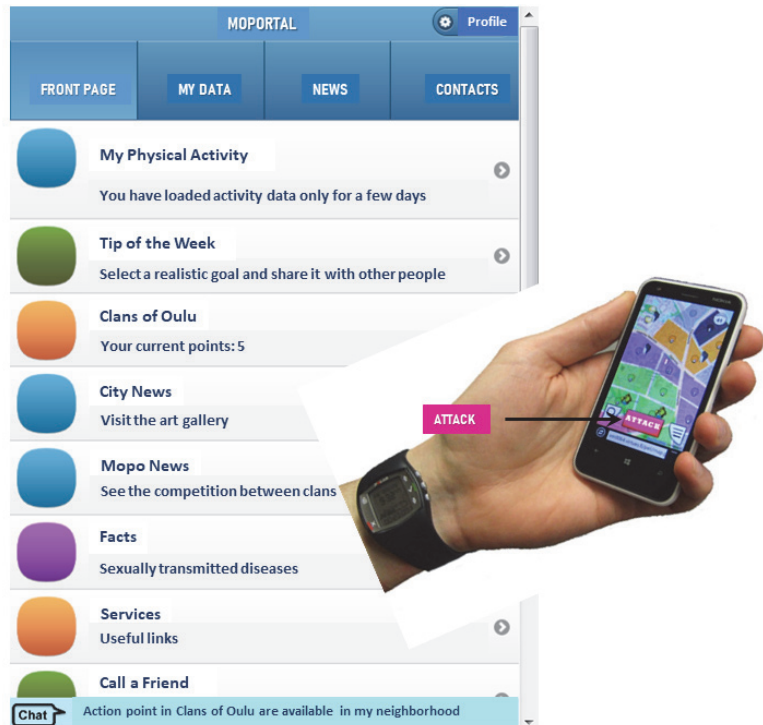 MOPORTAL
Profile
FRONT PAGE
MY DATA
NEWS
CONTACTS
My Physical Activity
You have loaded activity data only for a few days
Tip of the Week
Select a realistic goal and share it with other people
Clans of Oulu
Your current points: 5
City News
Visit the art gallery
Mopo News
See the competition between clans
Facts
Sexually transmitted diseases
Services
Useful links
Call a Friend
Chat
Action point in Clans of Oulu are available in my neighborhood
ATTACK
NOKIA
ATTACK